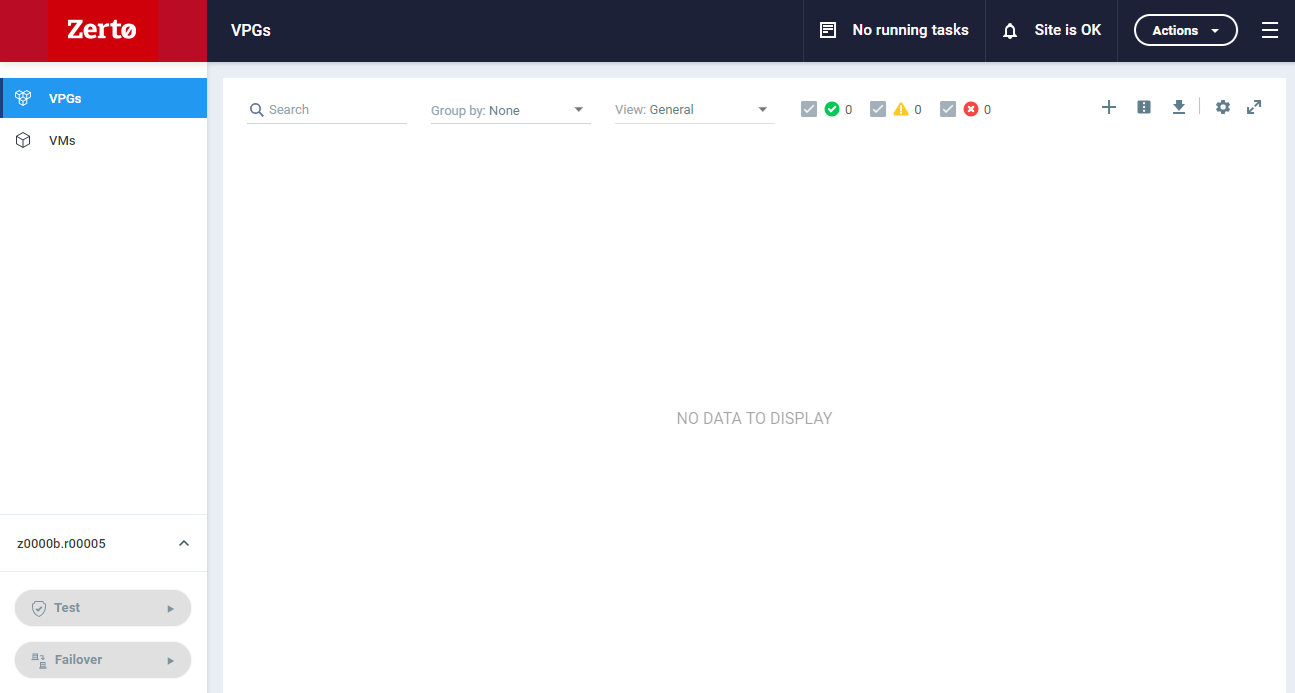 Zerto
VPGs
No running tasks
Site is OK
Actions
VPGs
VMs
Search
Group by: None
View: General
0
0
0
NO DATA TO DISPLAY
z0000b.r00005
Test
Failover